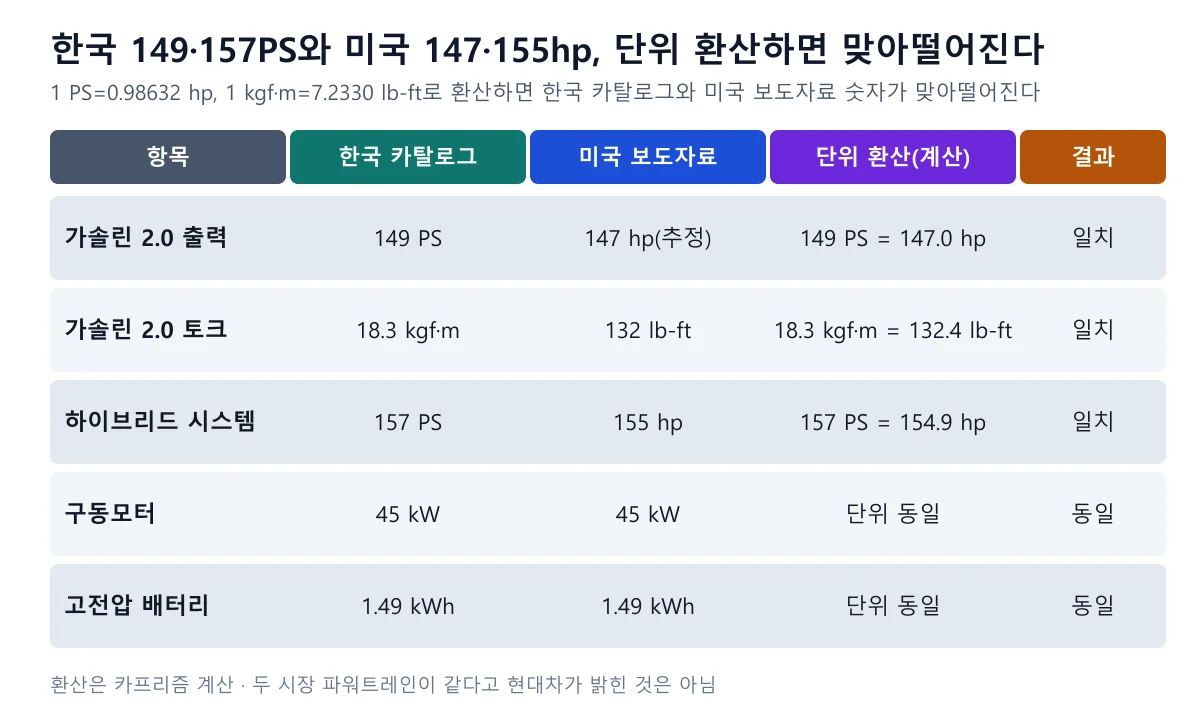 한국 149·157PS와 미국 147·155hp, 단위 환산하면 맞아떨어진다
1 PS=0.98632 hp, 1 kgf·m=7.2330 lb-ft로 환산하면 한국 카탈로그와 미국 보도자료 숫자가 맞아떨어진다
항목 한국 카탈로그 미국 보도자료 단위 환산(계산) 결과
가솔린 2.0 출력 149 PS 147 hp(추정) 149 PS = 147.0 hp 일치
가솔린 2.0 토크 18.3 kgf·m 132 lb-ft 18.3 kgf·m = 132.4 lb-ft 일치
하이브리드 시스템 157 PS 155 hp 157 PS = 154.9 hp 일치
구동모터 45 kW 45 kW 단위 동일 동일
고전압 배터리 1.49 kWh 1.49 kWh 단위 동일 동일
환산은 카프리즘 계산 · 두 시장 파워트레인이 같다고 현대차가 밝힌 것은 아님